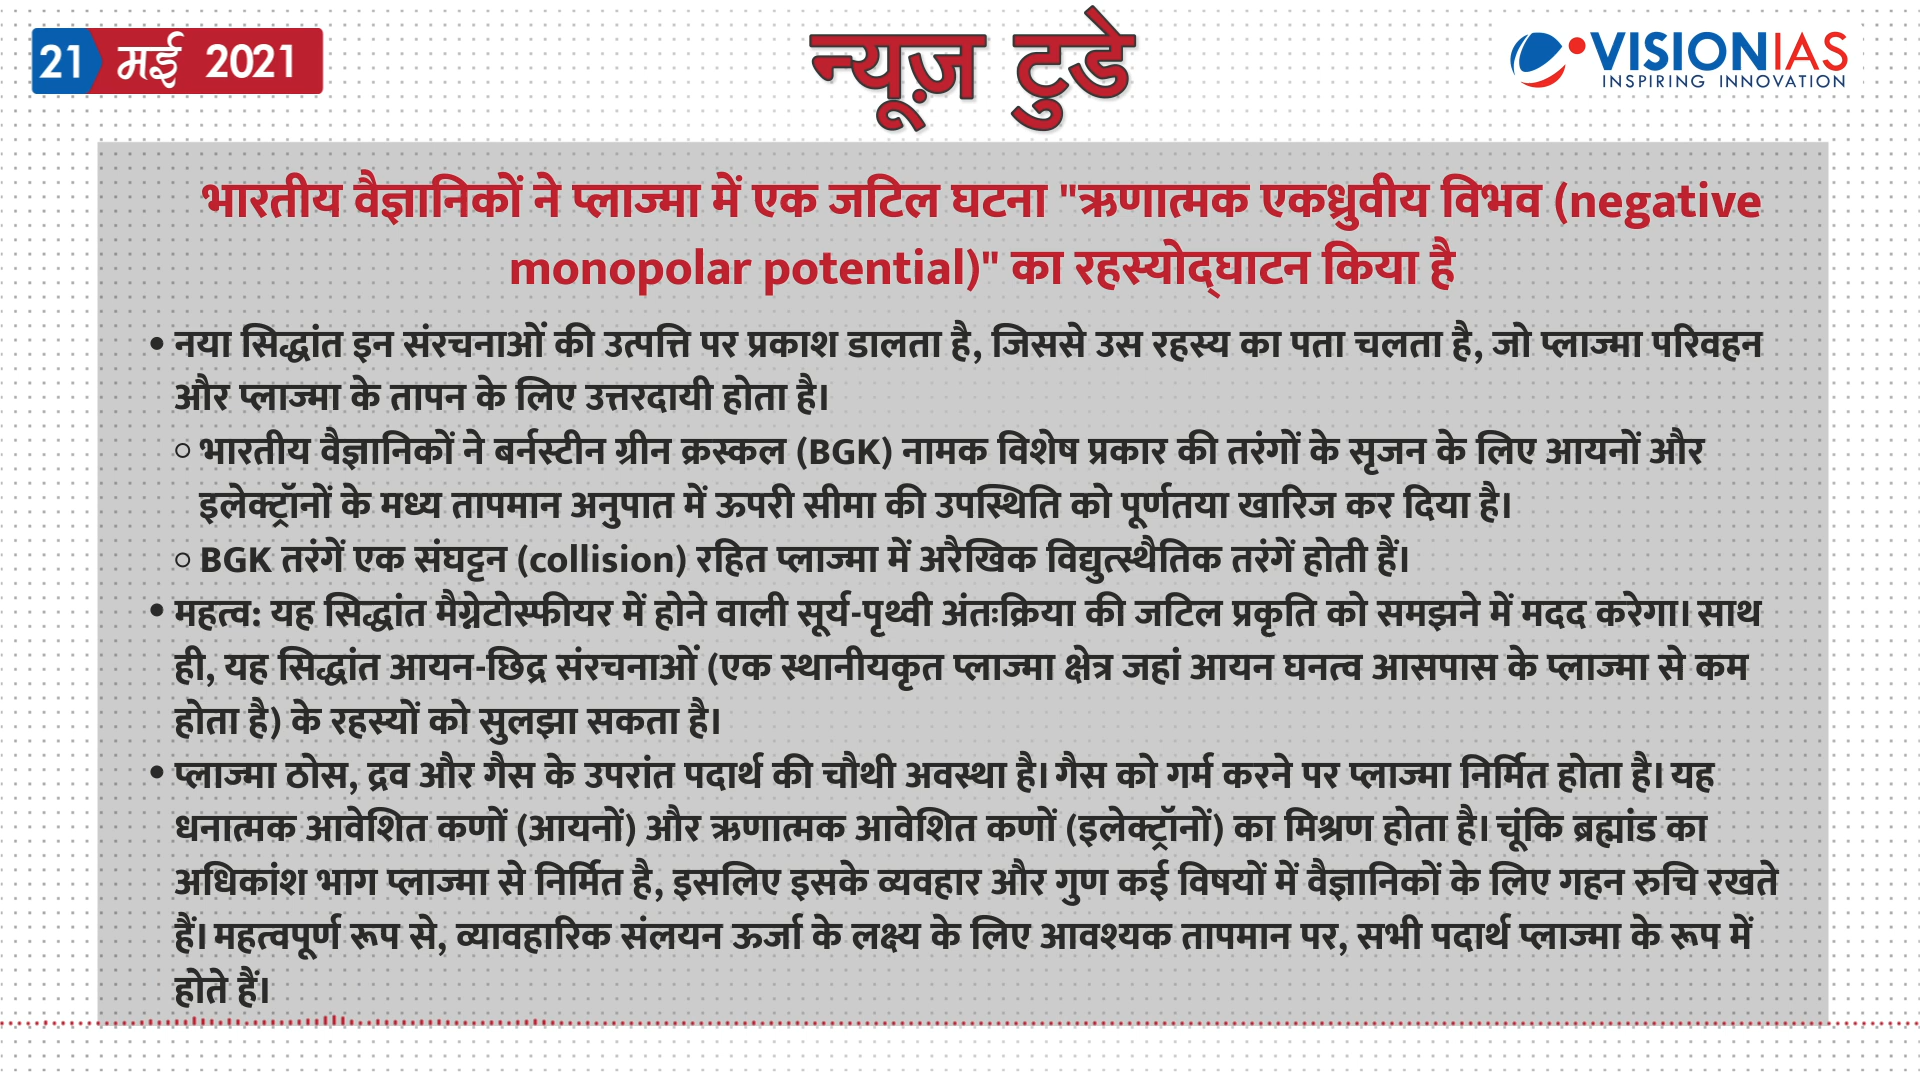 21 मई 2021
न्यूज़ टुडे
VISIONIAS
INSPIRING INNOVATION
भारतीय वैज्ञानिकों ने प्लाज्मा में एक जटिल घटना "ऋणात्मक एकध्रुवीय विभव (negative
monopolar potential)" का रहस्योद्घाटन किया है
• नया सिद्धांत इन संरचनाओं की उत्पत्ति पर प्रकाश डालता है, जिससे उस रहस्य का पता चलता है, जो प्लाज्मा परिवहन
और प्लाज्मा के तापन के लिए उत्तरदायी होता है।
○ भारतीय वैज्ञानिकों ने बर्नस्टीन ग्रीन क्रस्कल (BGK) नामक विशेष प्रकार की तरंगों के सृजन के लिए आयनों और
इलेक्ट्रॉनों के मध्य तापमान अनुपात में ऊपरी सीमा की उपस्थिति को पूर्णतया खारिज कर दिया है।
○ BGK तरंगें एक संघट्टन (collision) रहित प्लाज्मा में अरैखिक विद्युत्स्थैतिक तरंगें होती हैं।
• महत्व: यह सिद्धांत मैग्नेटोस्फीयर में होने वाली सूर्य-पृथ्वी अंतःक्रिया की जटिल प्रकृति को समझने में मदद करेगा। साथ
ही, यह सिद्धांत आयन-छिद्र संरचनाओं (एक स्थानीयकृत प्लाज्मा क्षेत्र जहां आयन घनत्व आसपास के प्लाज्मा से कम
होता है) के रहस्यों को सुलझा सकता है।
• प्लाज्मा ठोस, द्रव और गैस के उपरांत पदार्थ की चौथी अवस्था है। गैस को गर्म करने पर प्लाज्मा निर्मित होता है। यह
धनात्मक आवेशित कणों (आयनों) और ऋणात्मक आवेशित कणों (इलेक्ट्रॉनों) का मिश्रण होता है। चूंकि ब्रह्मांड का
अधिकांश भाग प्लाज्मा से निर्मित है, इसलिए इसके व्यवहार और गुण कई विषयों में वैज्ञानिकों के लिए गहन रुचि रखते
हैं। महत्वपूर्ण रूप से, व्यावहारिक संलयन ऊर्जा के लक्ष्य के लिए आवश्यक तापमान पर, सभी पदार्थ प्लाज्मा के रूप में
होते हैं।